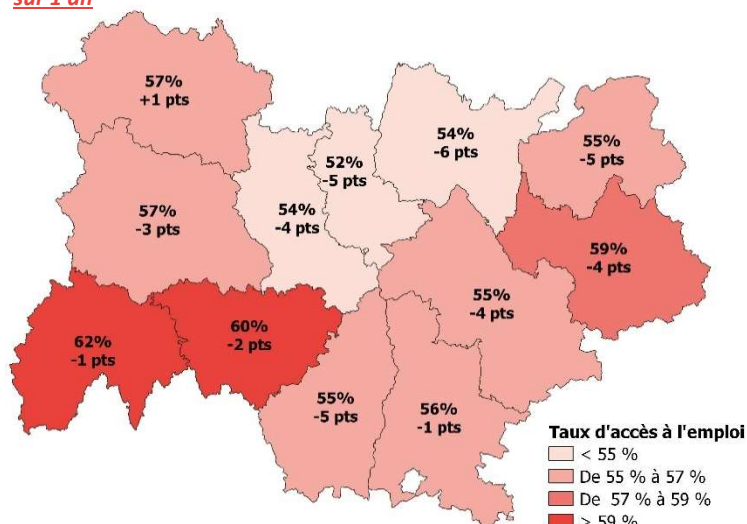 sur 1 an
57%
+1 pts
54%
-6 pts
55%
-5 pts
52%
-5 pts
57%
-3 pts
54%
-4 pts
59%
-4 pts
55%
-4 pts
62%
-1 pts
60%
-2 pts
55%
-5 pts
56%
-1 pts
Taux d'accès à l'emploi
< 55 %
De 55 % à 57 %
De 57 % à 59 %
> 59 %